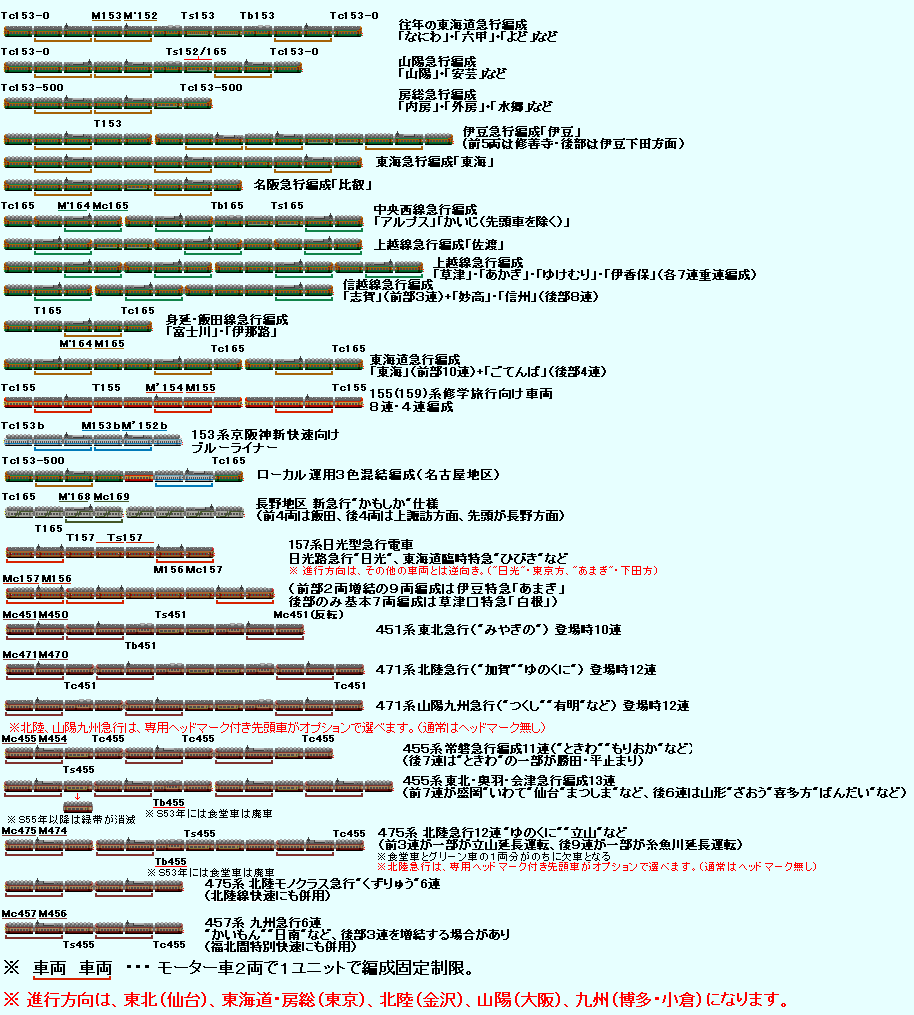 Tc153-0 M153 M'152 Ts153 Tb153 Tc153-0
往年の東海道急行編成
「なにわ」・「六甲」・「よど」など
Tc153-0 Ts152/165 Tc153-0
山陽急行編成
「山陽」・「安芸」など
Tc153-500 Tc153-500
房総急行編成
「内房」・「外房」・「水郷」など
T153
伊豆急行編成「伊豆」
(前5両は修善寺・後部は伊豆下田方面)
東海急行編成「東海」
名阪急行編成「比叡」
Tc165 M'164 Mc165 Tb165 Ts165
中央西線急行編成
「アルプス」「かいじ(先頭車を除く)」
上越線急行編成「佐渡」
上越線急行編成
「草津」・「あかぎ」・「ゆけむり」・「伊香保」(各7連重連編成)
信越線急行編成
「志賀」(前部3連)+「妙高」・「信州」(後部8連)
T165 Tc165
身延・飯田線急行編成
「富士川」・「伊那路」
M'164 M165 Tc165 Tc165
東海道急行編成
「東海」(前部10連)+「ごてんば」(後部4連)
Tc155 T155 M'154 M155 Tc155
155(159)系修学旅行向け車両
8連・4連編成
Tc153b M153b M'152b
153系京阪神新快速向け
ブルーライナー
Tc153-500 Tc165
ローカル運用3色混結編成(名古屋地区)
Tc165 M'168 Mc169
長野地区 新急行"かもしか"仕様
(前4両は飯田、後4両は上諏訪方面、先頭が長野方面)
T165
T157 Ts157
157系日光型急行電車
日光路急行"日光"、東海道臨時特急"ひびき"など
※ 進行方向は、その他の車両とは逆向き。("日光"・東京方、"あまぎ"・下田方)
M156 Mc157
Mc157 M156
(前部2両増結の9両編成は伊豆特急「あまぎ」
後部のみ基本7両編成は草津口特急「白根」)
Mc451 M450 Ts451 Mc451(反転)
451系東北急行("みやぎの") 登場時10連
Tb451
Mc471 M470
471系北陸急行("加賀""ゆのくに") 登場時12連
Tc451 Tc451
471系山陽九州急行("つくし""有明"など) 登場時12連
※北陸、山陽九州急行は、専用ヘッドマーク付き先頭車がオプションで選べます。(通常はヘッドマーク無し)
Mc455 M454 Tc455 Tc455 Tc455
455系常磐急行編成11連("ときわ""もりおか"など)
(後7連は"ときわ"の一部が勝田・平止まり)
Ts455
455系東北・奥羽・会津急行編成13連
(前7連が盛岡"いわて"仙台"まつしま"など、後6連は山形"ざおう"喜多方"ばんだい"など)
↓
Tb455
※ S55年以降は緑帯が消滅
※ S53年には食堂車は廃車
Mc475 M474 Ts455 Tc455
475系 北陸急行12連"ゆのくに""立山"など
(前3連が一部が立山延長運転、後9連が一部が糸魚川延長運転)
※食堂車とグリーン車の1両分がのちに欠車となる
Tb455
※北陸急行は、専用ヘッドマーク付き先頭車がオプションで選べます。(通常はヘッドマーク無し)
※S53年には食堂車は廃車
475系 北陸モノクラス急行"くずりゅう"6連
(北陸線快速にも併用)
Mc457 M456
457系 九州急行6連
"かいもん""日南"など、後部3連を増結する場合があり
(福北間特別快速にも併用)
Ts455 Tc455
※ 車両 車両 ・・・ モーター車2両で1ユニットで編成固定制限。
※ 進行方向は、東北(仙台)、東海道・房総(東京)、北陸(金沢)、山陽(大阪)、九州(博多・小倉)になります。